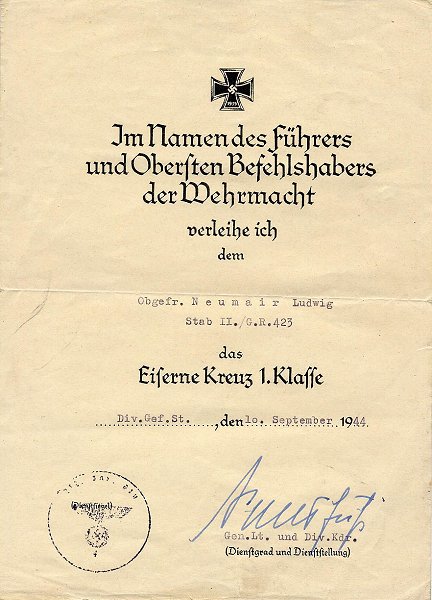 1939
Im Namen des Führers
und Obersten Befehlshabers
der Wehrmacht
verleihe ich
dem
Obgefr. Neumair Ludwig
Stab II./G.R.423
das
Eiserne Kreuz 1. Klasse
Div.Gef.St. , den 10. September 1944
(Dienstsiegel)
Gen.Lt. und Div.Kdr.
(Dienstgrad und Dienststellung)